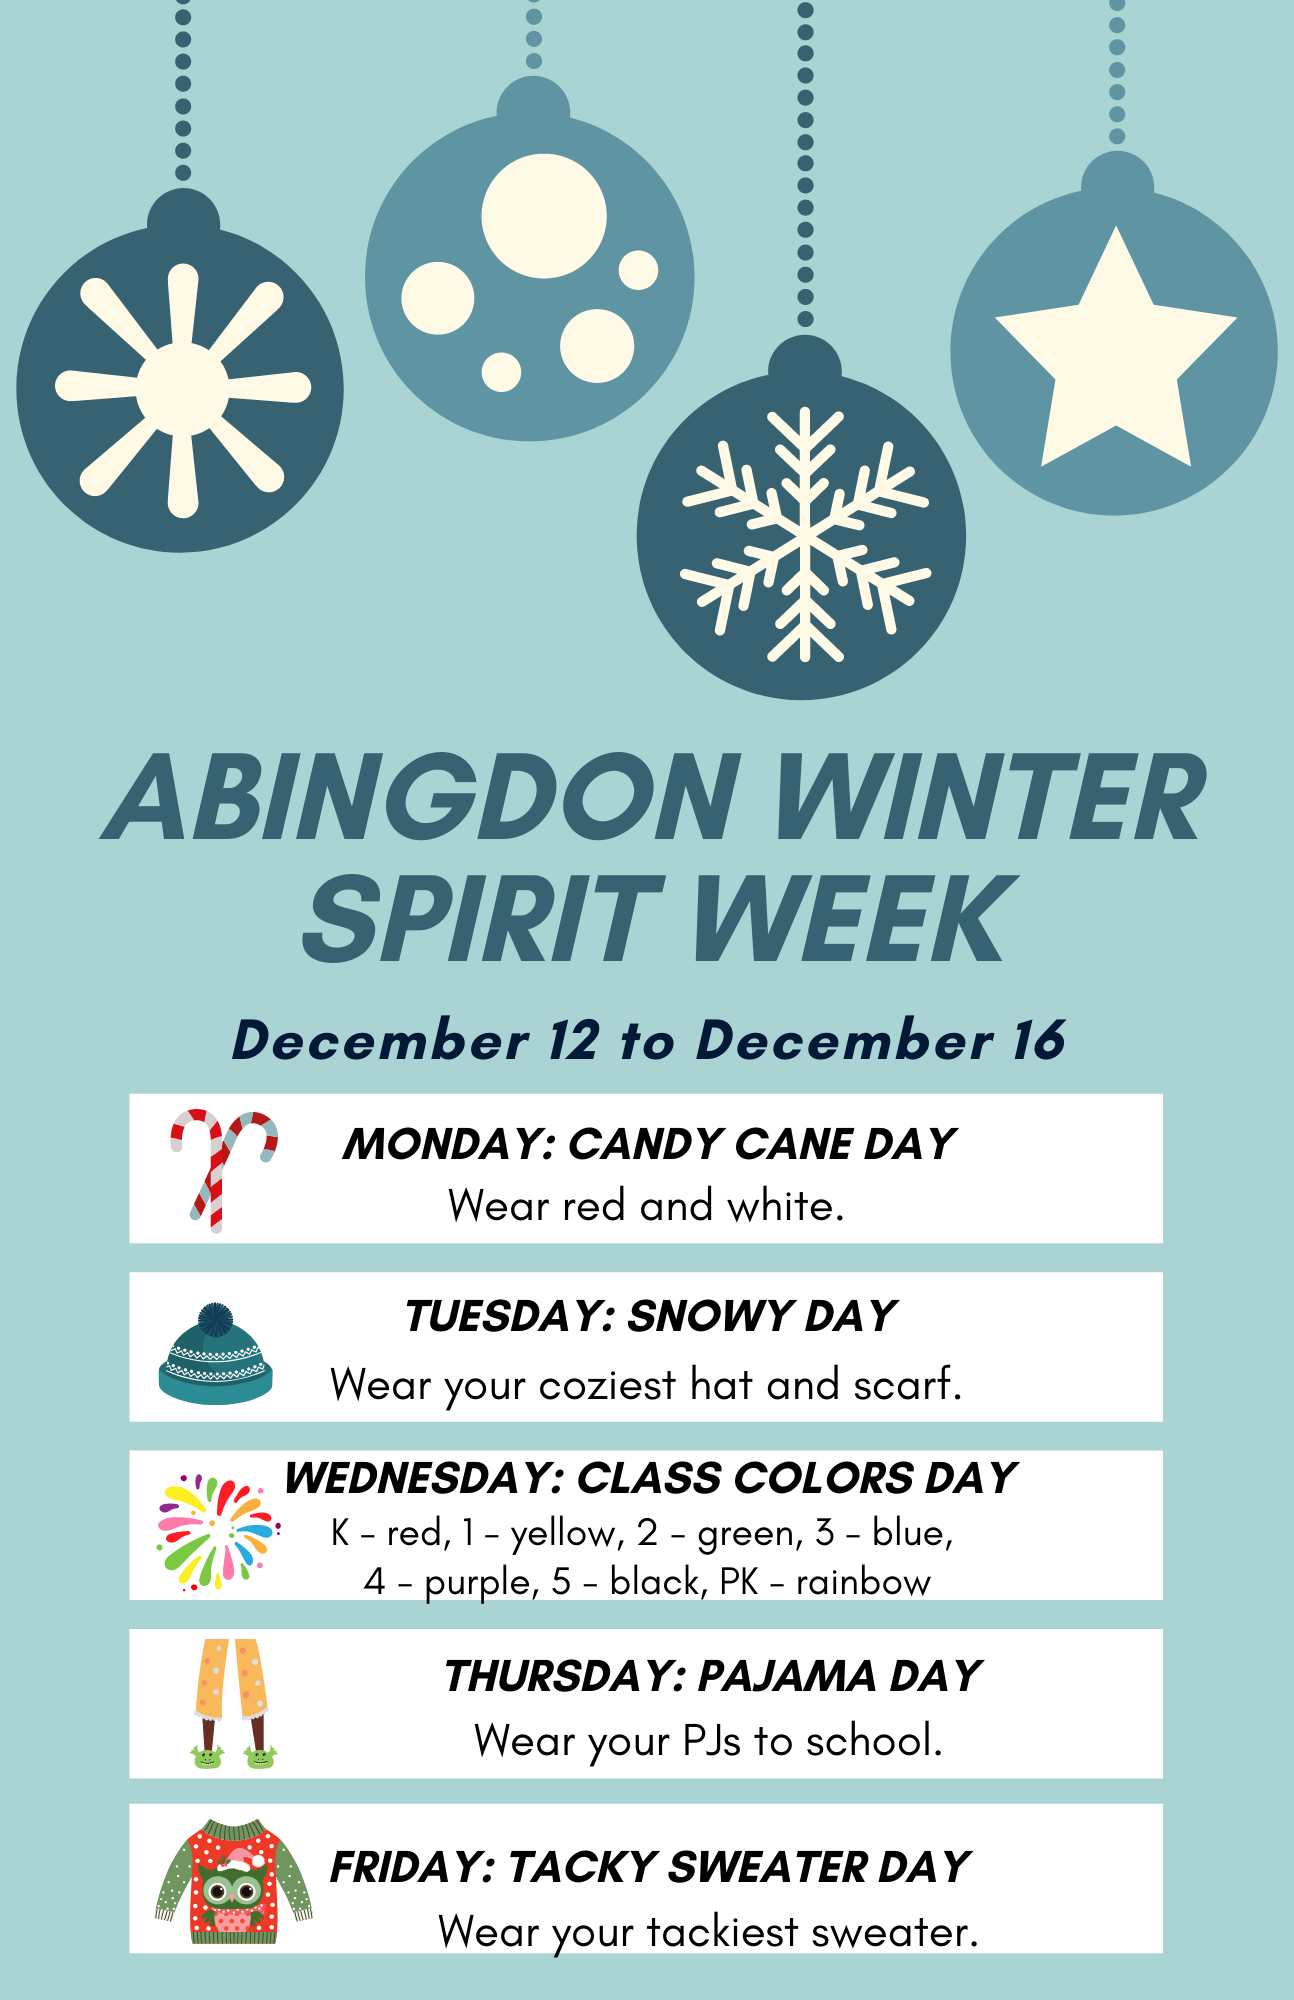 ABINGDON WINTER
SPIRIT WEEK
December 12 to December 16
MONDAY: CANDY CANE DAY
Wear red and white.
TUESDAY: SNOWY DAY
Wear your coziest hat and scarf.
WEDNESDAY: CLASS COLORS DAY
K - red, 1 - yellow, 2 - green, 3 - blue,
4 - purple, 5 - black, PK - rainbow
THURSDAY: PAJAMA DAY
Wear your PJs to school.
FRIDAY: TACKY SWEATER DAY
Wear your tackiest sweater.